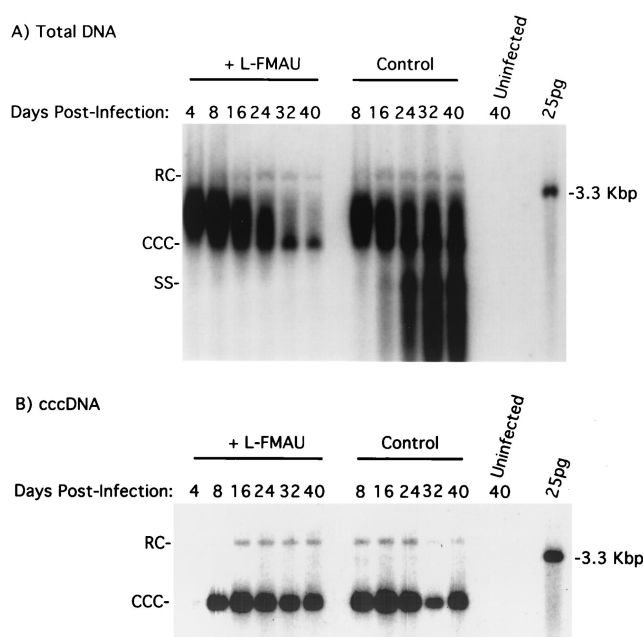 A) Total DNA
+ L-FMAU Control Uninfected 25pg
Days Post-Infection: 4 8 16 24 32 40 8 16 24 32 40 40
RC-
-3.3 Kbp
CCC-
SS-
B) cccDNA
+ L-FMAU Control Uninfected 25pg
Days Post-Infection: 4 8 16 24 32 40 8 16 24 32 40 40
RC-
-3.3 Kbp
CCC-